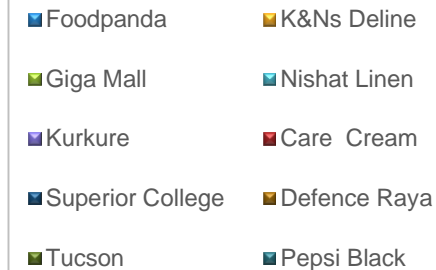 Foodpanda K&Ns Deline
Giga Mall Nishat Linen
Kurkure Care Cream
Superior College Defence Raya
Tucson Pepsi Black